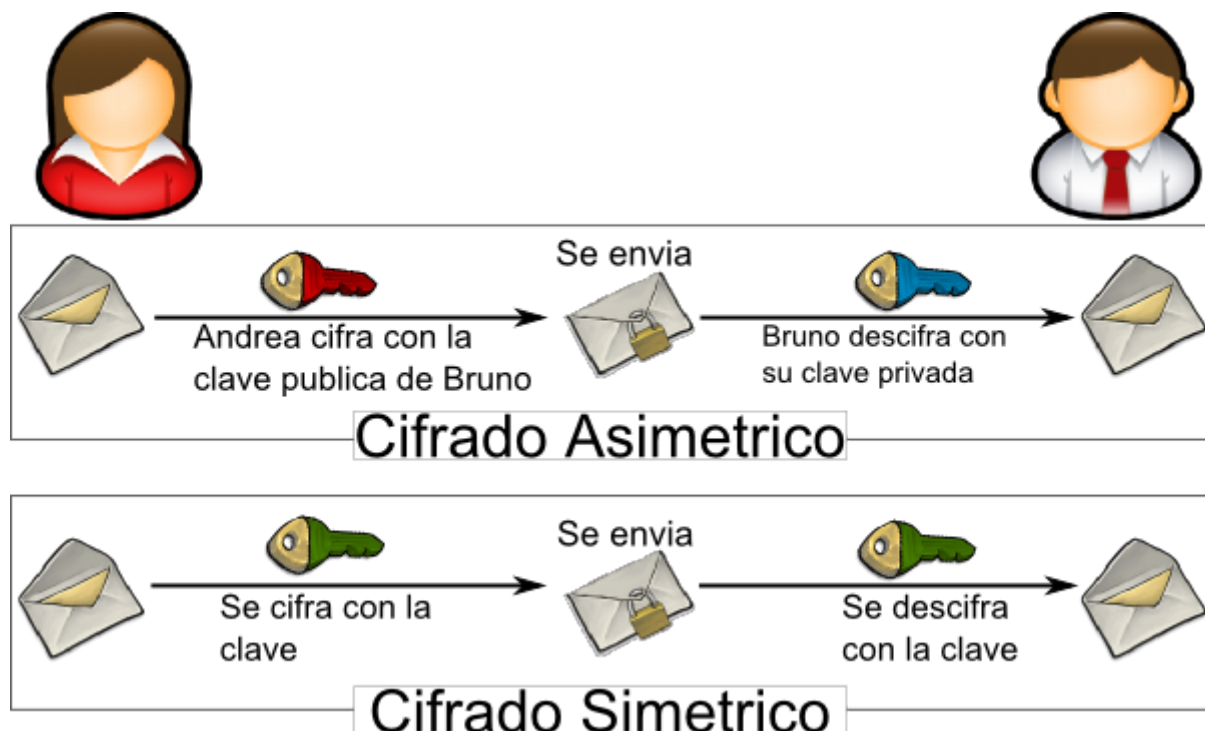 Se envia
Andrea cifra con la
clave publica de Bruno
Bruno descifra con
su clave privada
Cifrado Asimetrico
Se envia
Se cifra con la
clave
Se descifra
con la clave
Cifrado Simetrico